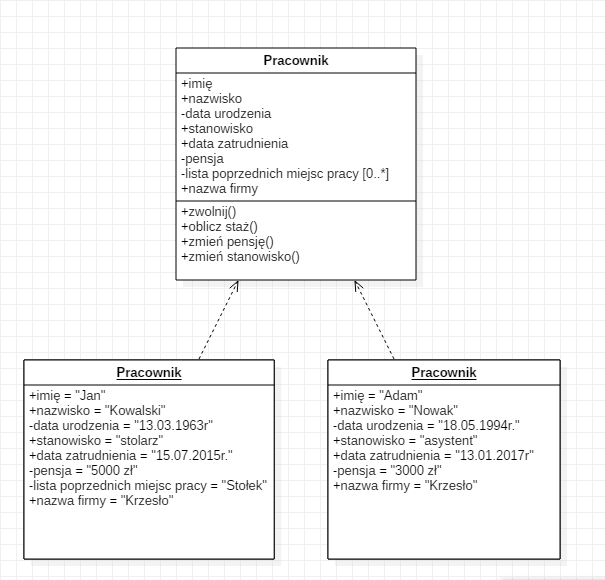 Pracownik
+imię
+nazwisko
-data urodzenia
+stanowisko
+data zatrudnienia
-pensja
-lista poprzednich miejsc pracy [0..*]
+nazwa firmy
+zwolnij()
+oblicz staż()
+zmień pensję()
+zmień stanowisko()
Pracownik
+imię = "Jan"
+nazwisko = "Kowalski"
-data urodzenia = "13.03.1963r"
+stanowisko = "stolarz"
+data zatrudnienia = "15.07.2015r."
-pensja = "5000 zł"
-lista poprzednich miejsc pracy = "Stołek"
+nazwa firmy = "Krzesło"
Pracownik
+imię = "Adam"
+nazwisko = "Nowak"
-data urodzenia = "18.05.1994r."
+stanowisko = "asystent"
+data zatrudnienia = "13.01.2017r"
-pensja = "3000 zł"
+nazwa firmy = "Krzesło"